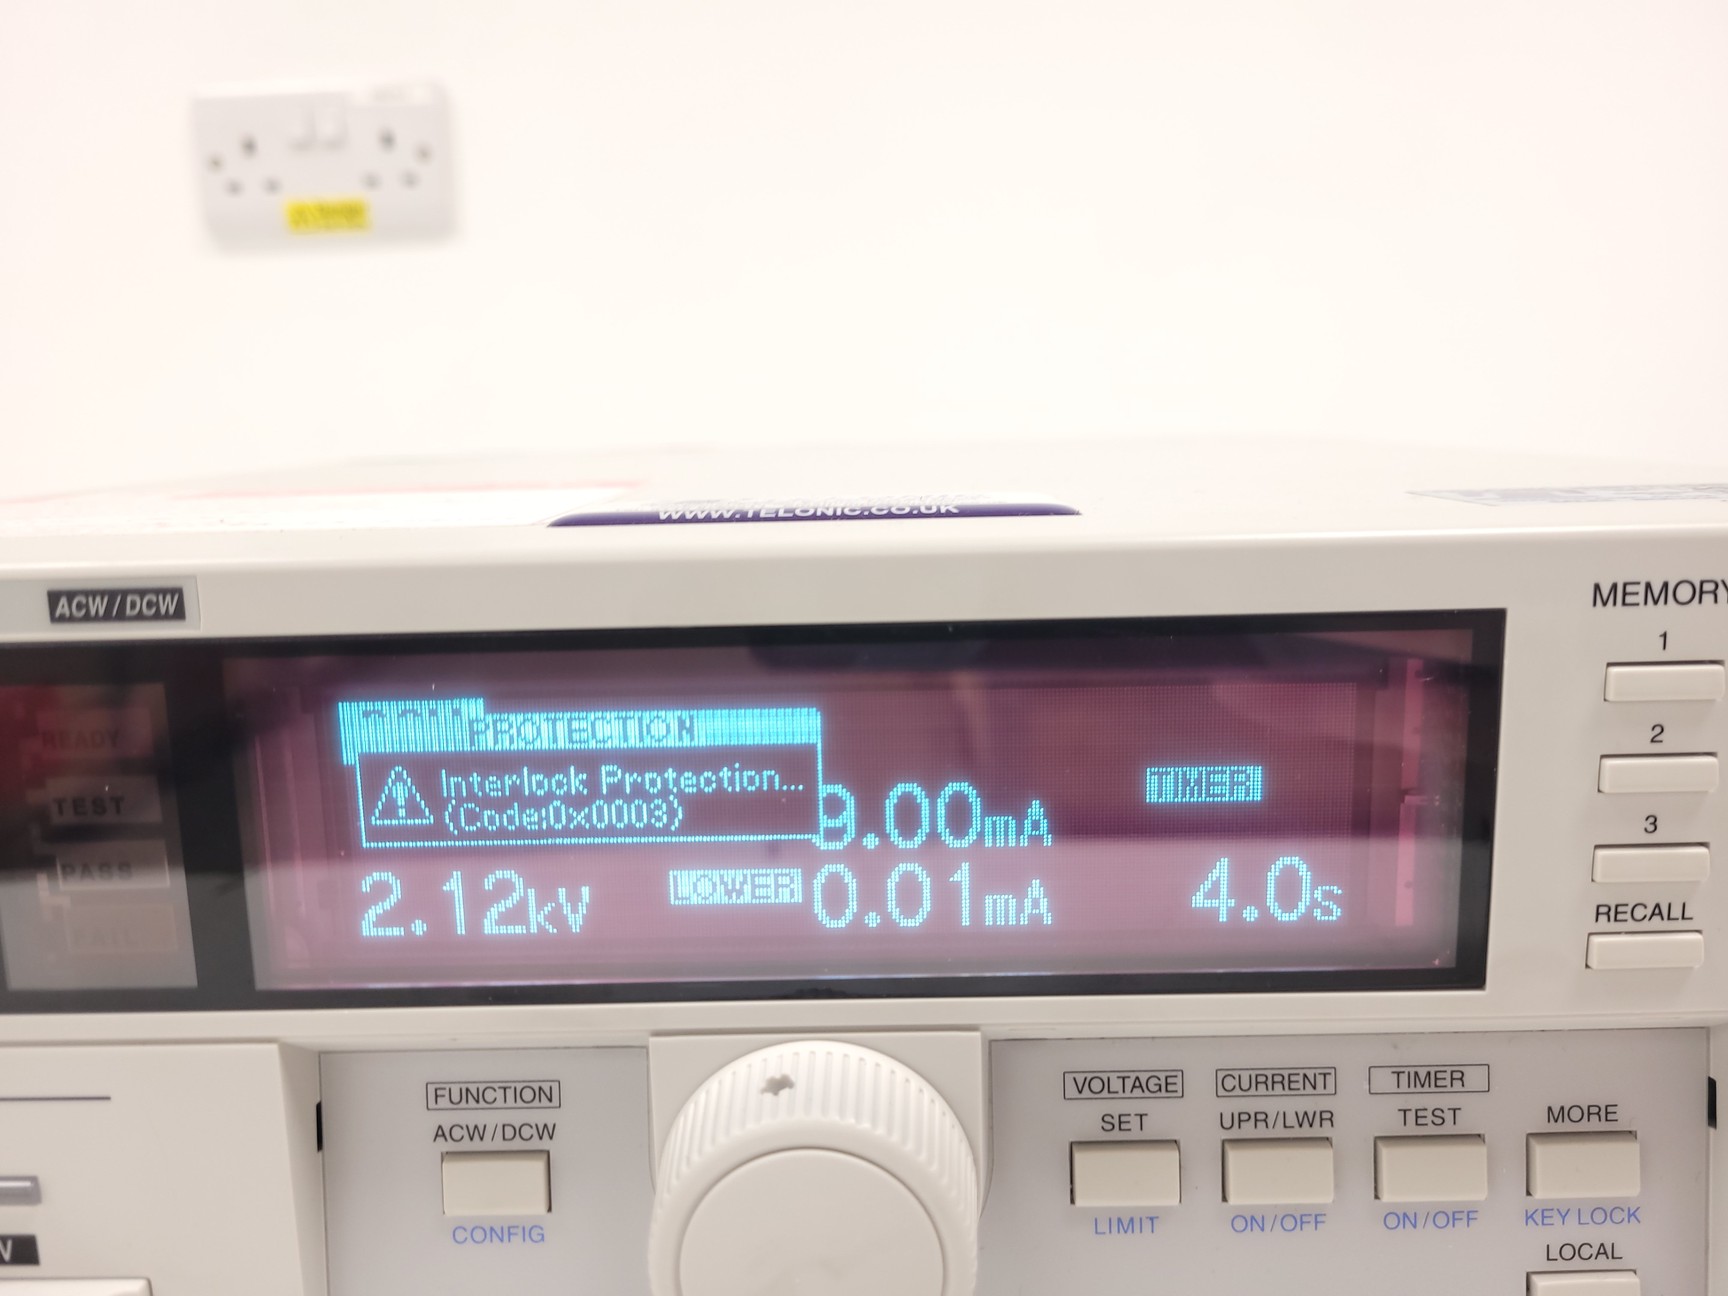 WWW.TELONIC.CO.UK
ACW/DCW
MEMORY
1
2
3
RECALL
READY
TEST
PASS
FAIL
PROTECTION
Interlock Protection...
(Code:0x0003)
9.00mA
TIMER
2.12kV
LOWER
0.01mA
4.0s
FUNCTION
ACW/DCW
CONFIG
VOLTAGE
SET
LIMIT
CURRENT
UPR/LWR
ON/OFF
TIMER
TEST
ON/OFF
MORE
KEY LOCK
LOCAL